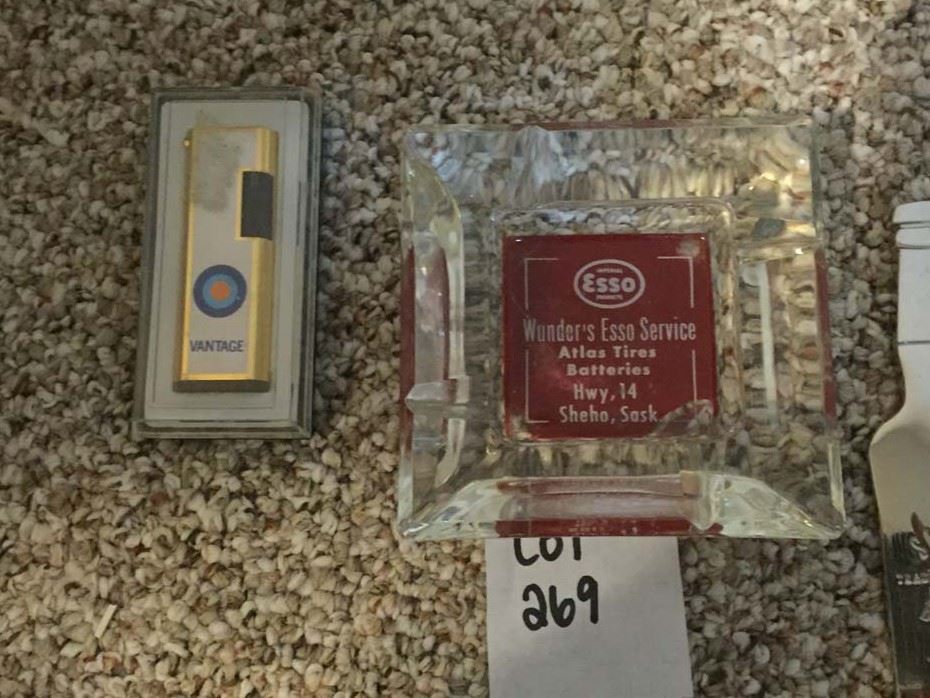 VANTAGE
IMPERIAL
Esso
PRODUCTS
Wunder's Esso Service
Atlas Tires
Batteries
Hwy, 14
Sheho, Sask.
LOT
269